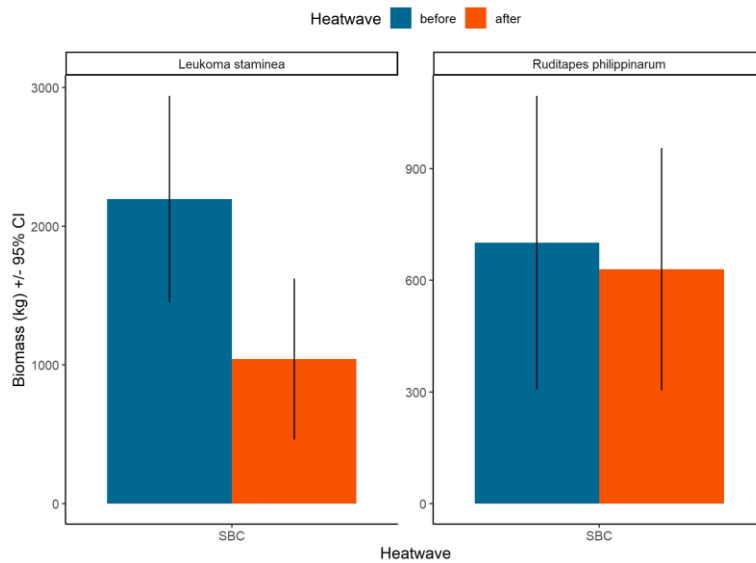 Heatwave before after
Leukoma staminea
Ruditapes philippinarum
Biomass (kg) +/- 95% CI
3000
2000
1000
0
900
600
300
0
SBC
SBC
Heatwave